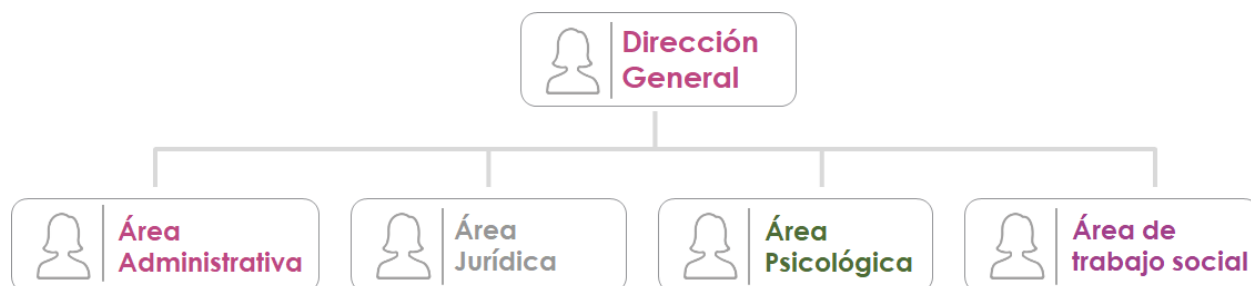 Dirección
General
Área
Administrativa
Área
Jurídica
Área
Psicológica
Área de
trabajo social